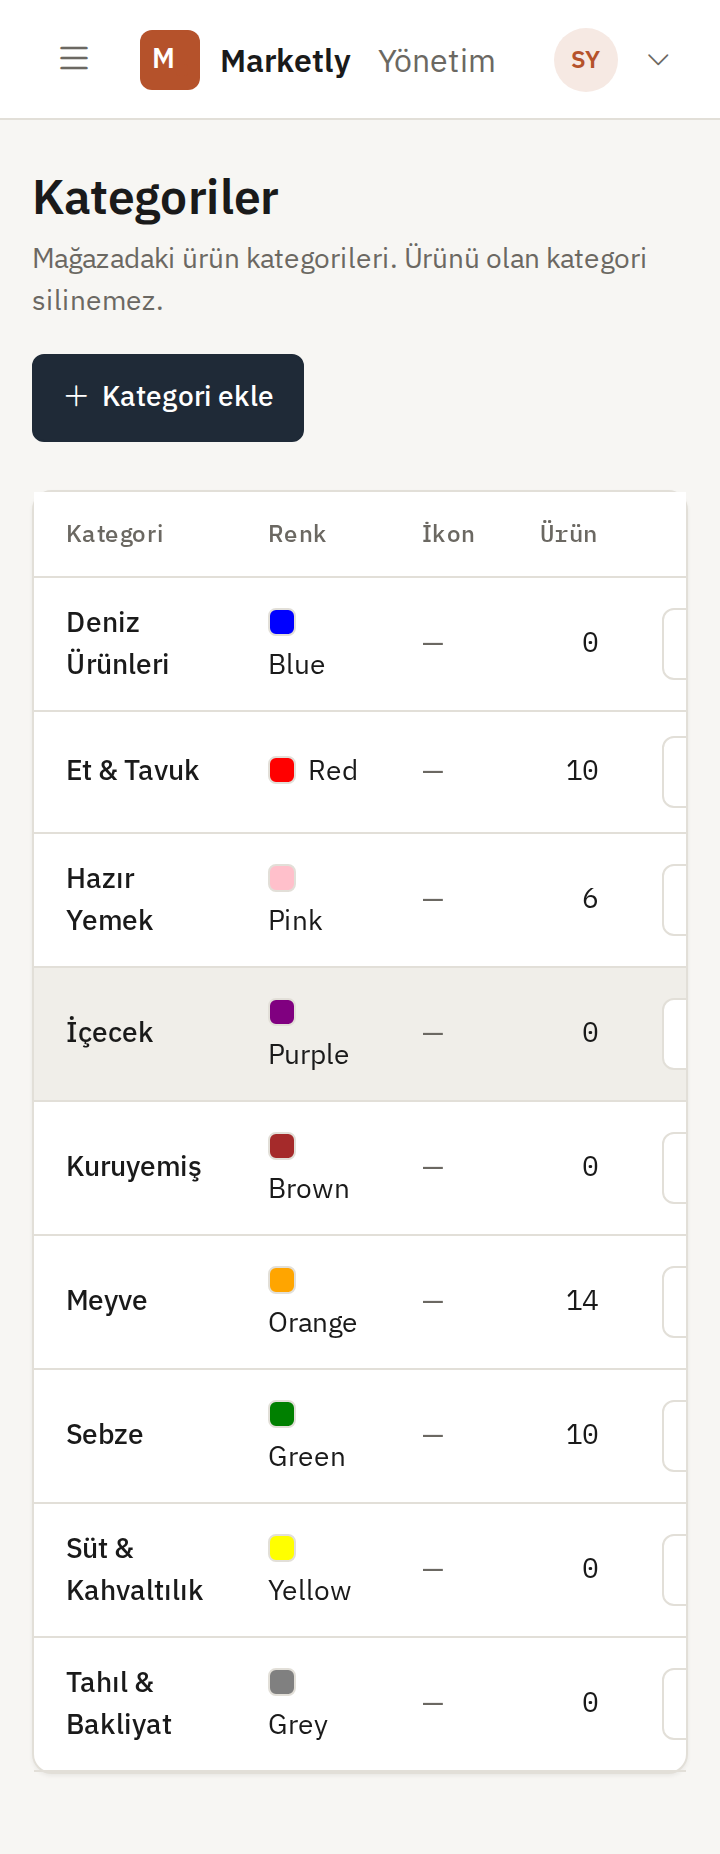 M Marketly Yönetim SY
Kategoriler
Mağazadaki ürün kategorileri. Ürünü olan kategori
silinemez.
+ Kategori ekle
Kategori Renk İkon Ürün
Deniz Ürünleri Blue — 0
Et & Tavuk Red — 10
Hazır Yemek Pink — 6
İçecek Purple — 0
Kuruyemiş Brown — 0
Meyve Orange — 14
Sebze Green — 10
Süt & Kahvaltılık Yellow — 0
Tahıl & Bakliyat Grey — 0